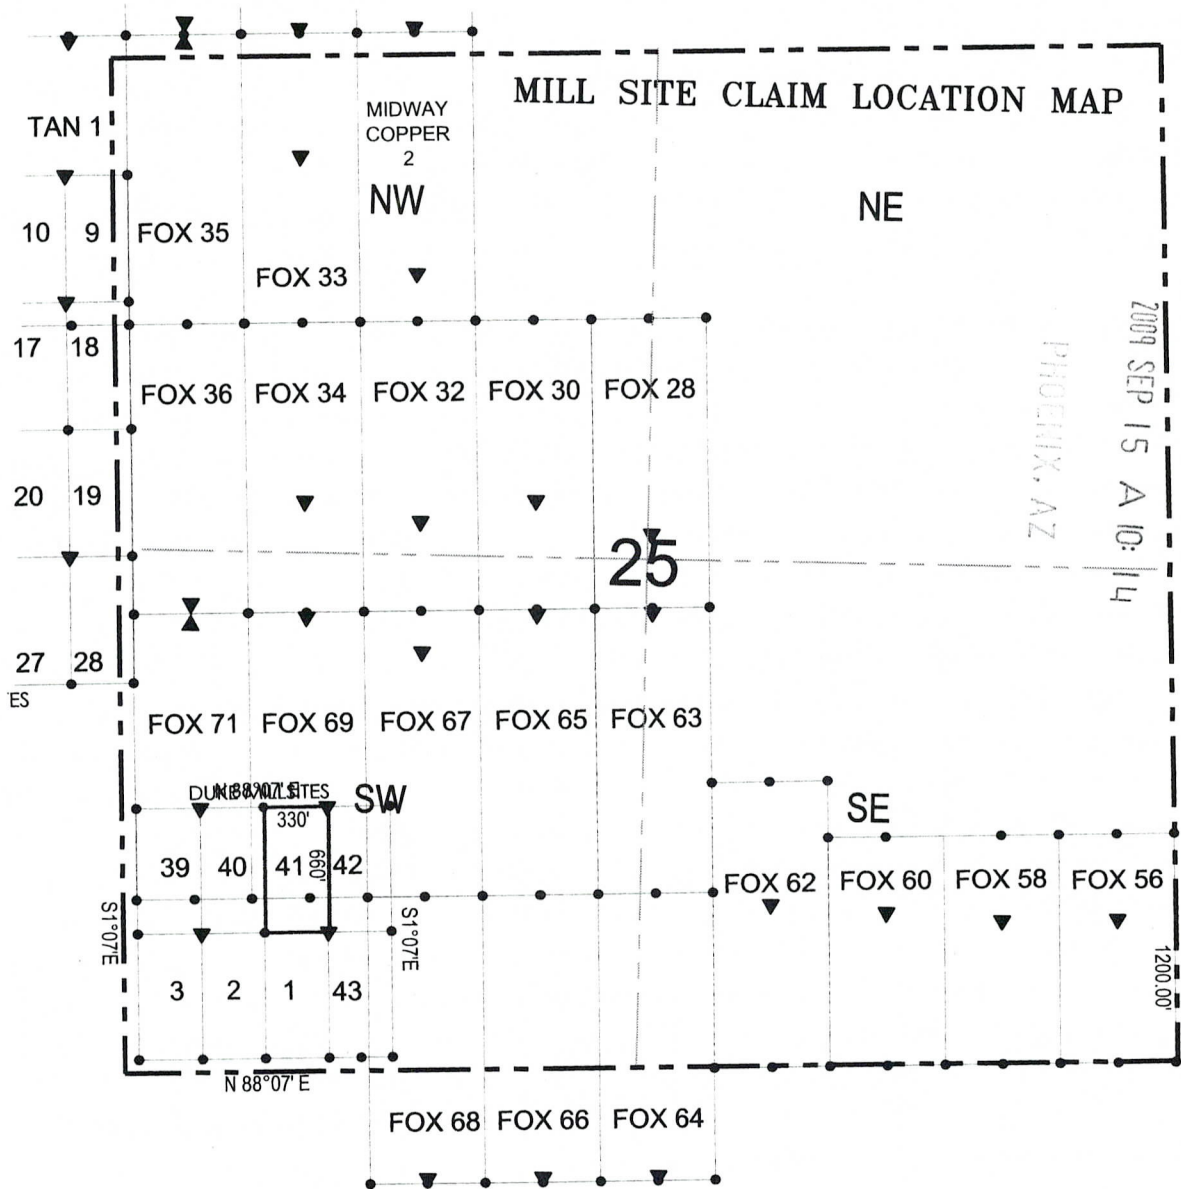 MILL SITE CLAIM LOCATION MAP
TAN 1
MIDWAY
COPPER
2
NW
NE
10 9
FOX 35
FOX 33
17 18
FOX 36 FOX 34 FOX 32 FOX 30 FOX 28
2009 SEP 15 A 10:14
PHOENIX, AZ
20 19
25
27 28
ES
FOX 71 FOX 69 FOX 67 FOX 65 FOX 63
N 88°07' E
SW
SE
330'
39 40 41 42
660'
FOX 62 FOX 60 FOX 58 FOX 56
S1°07'E
S1°07'E
1200.00'
3 2 1 43
N 88°07' E
FOX 68 FOX 66 FOX 64